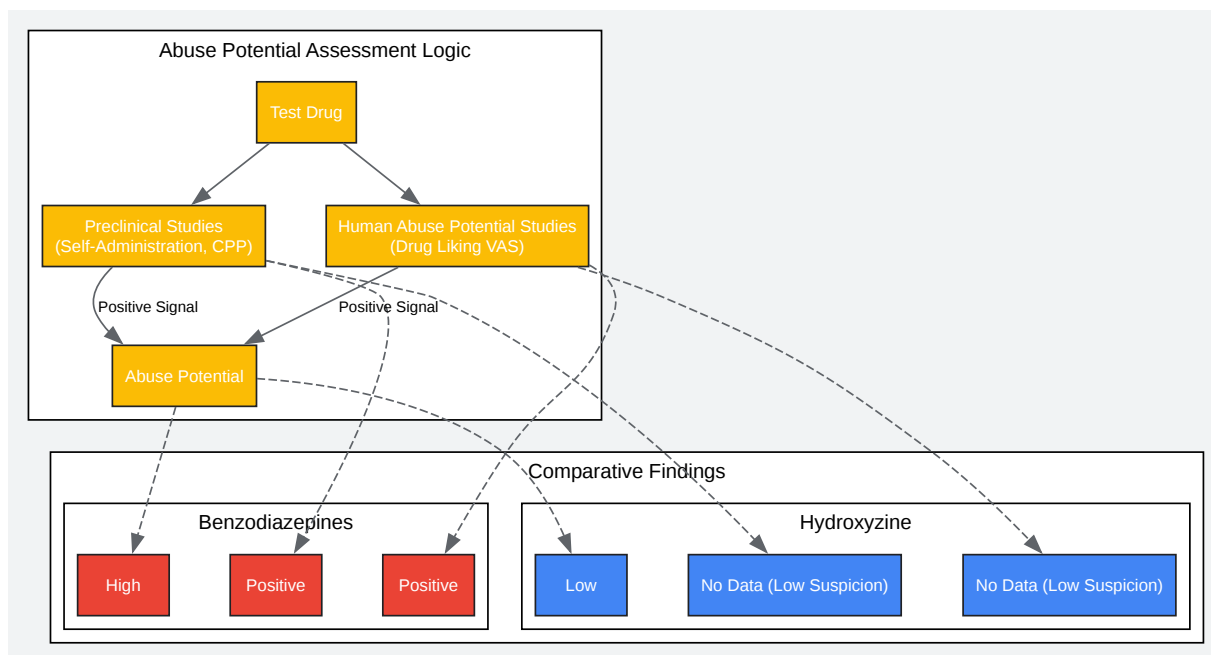 Abuse Potential Assessment Logic
Test Drug
Preclinical Studies
(Self-Administration, CPP)
Human Abuse Potential Studies
(Drug Liking VAS)
Positive Signal
Positive Signal
Abuse Potential
Comparative Findings
Benzodiazepines
High
Positive
Positive
Hydroxyzine
Low
No Data (Low Suspicion)
No Data (Low Suspicion)